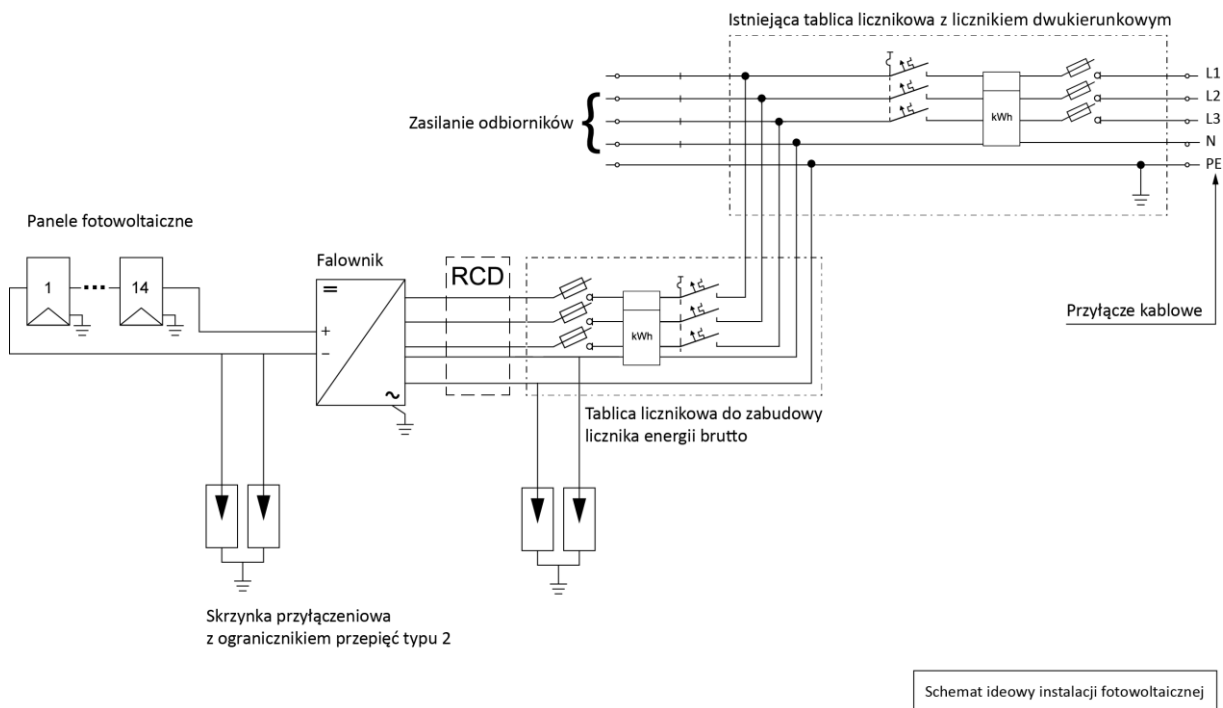 Istniejąca tablica licznikowa z licznikiem dwukierunkowym
L1
L2
L3
N
PE
kWh
Zasilanie odbiorników
Panele fotowoltaiczne
1
14
Falownik
+
−
RCD
kWh
Przyłącze kablowe
Tablica licznikowa do zabudowy
licznika energii brutto
Skrzynka przyłączeniowa
z ogranicznikiem przepięć typu 2
Schemat ideowy instalacji fotowoltaicznej